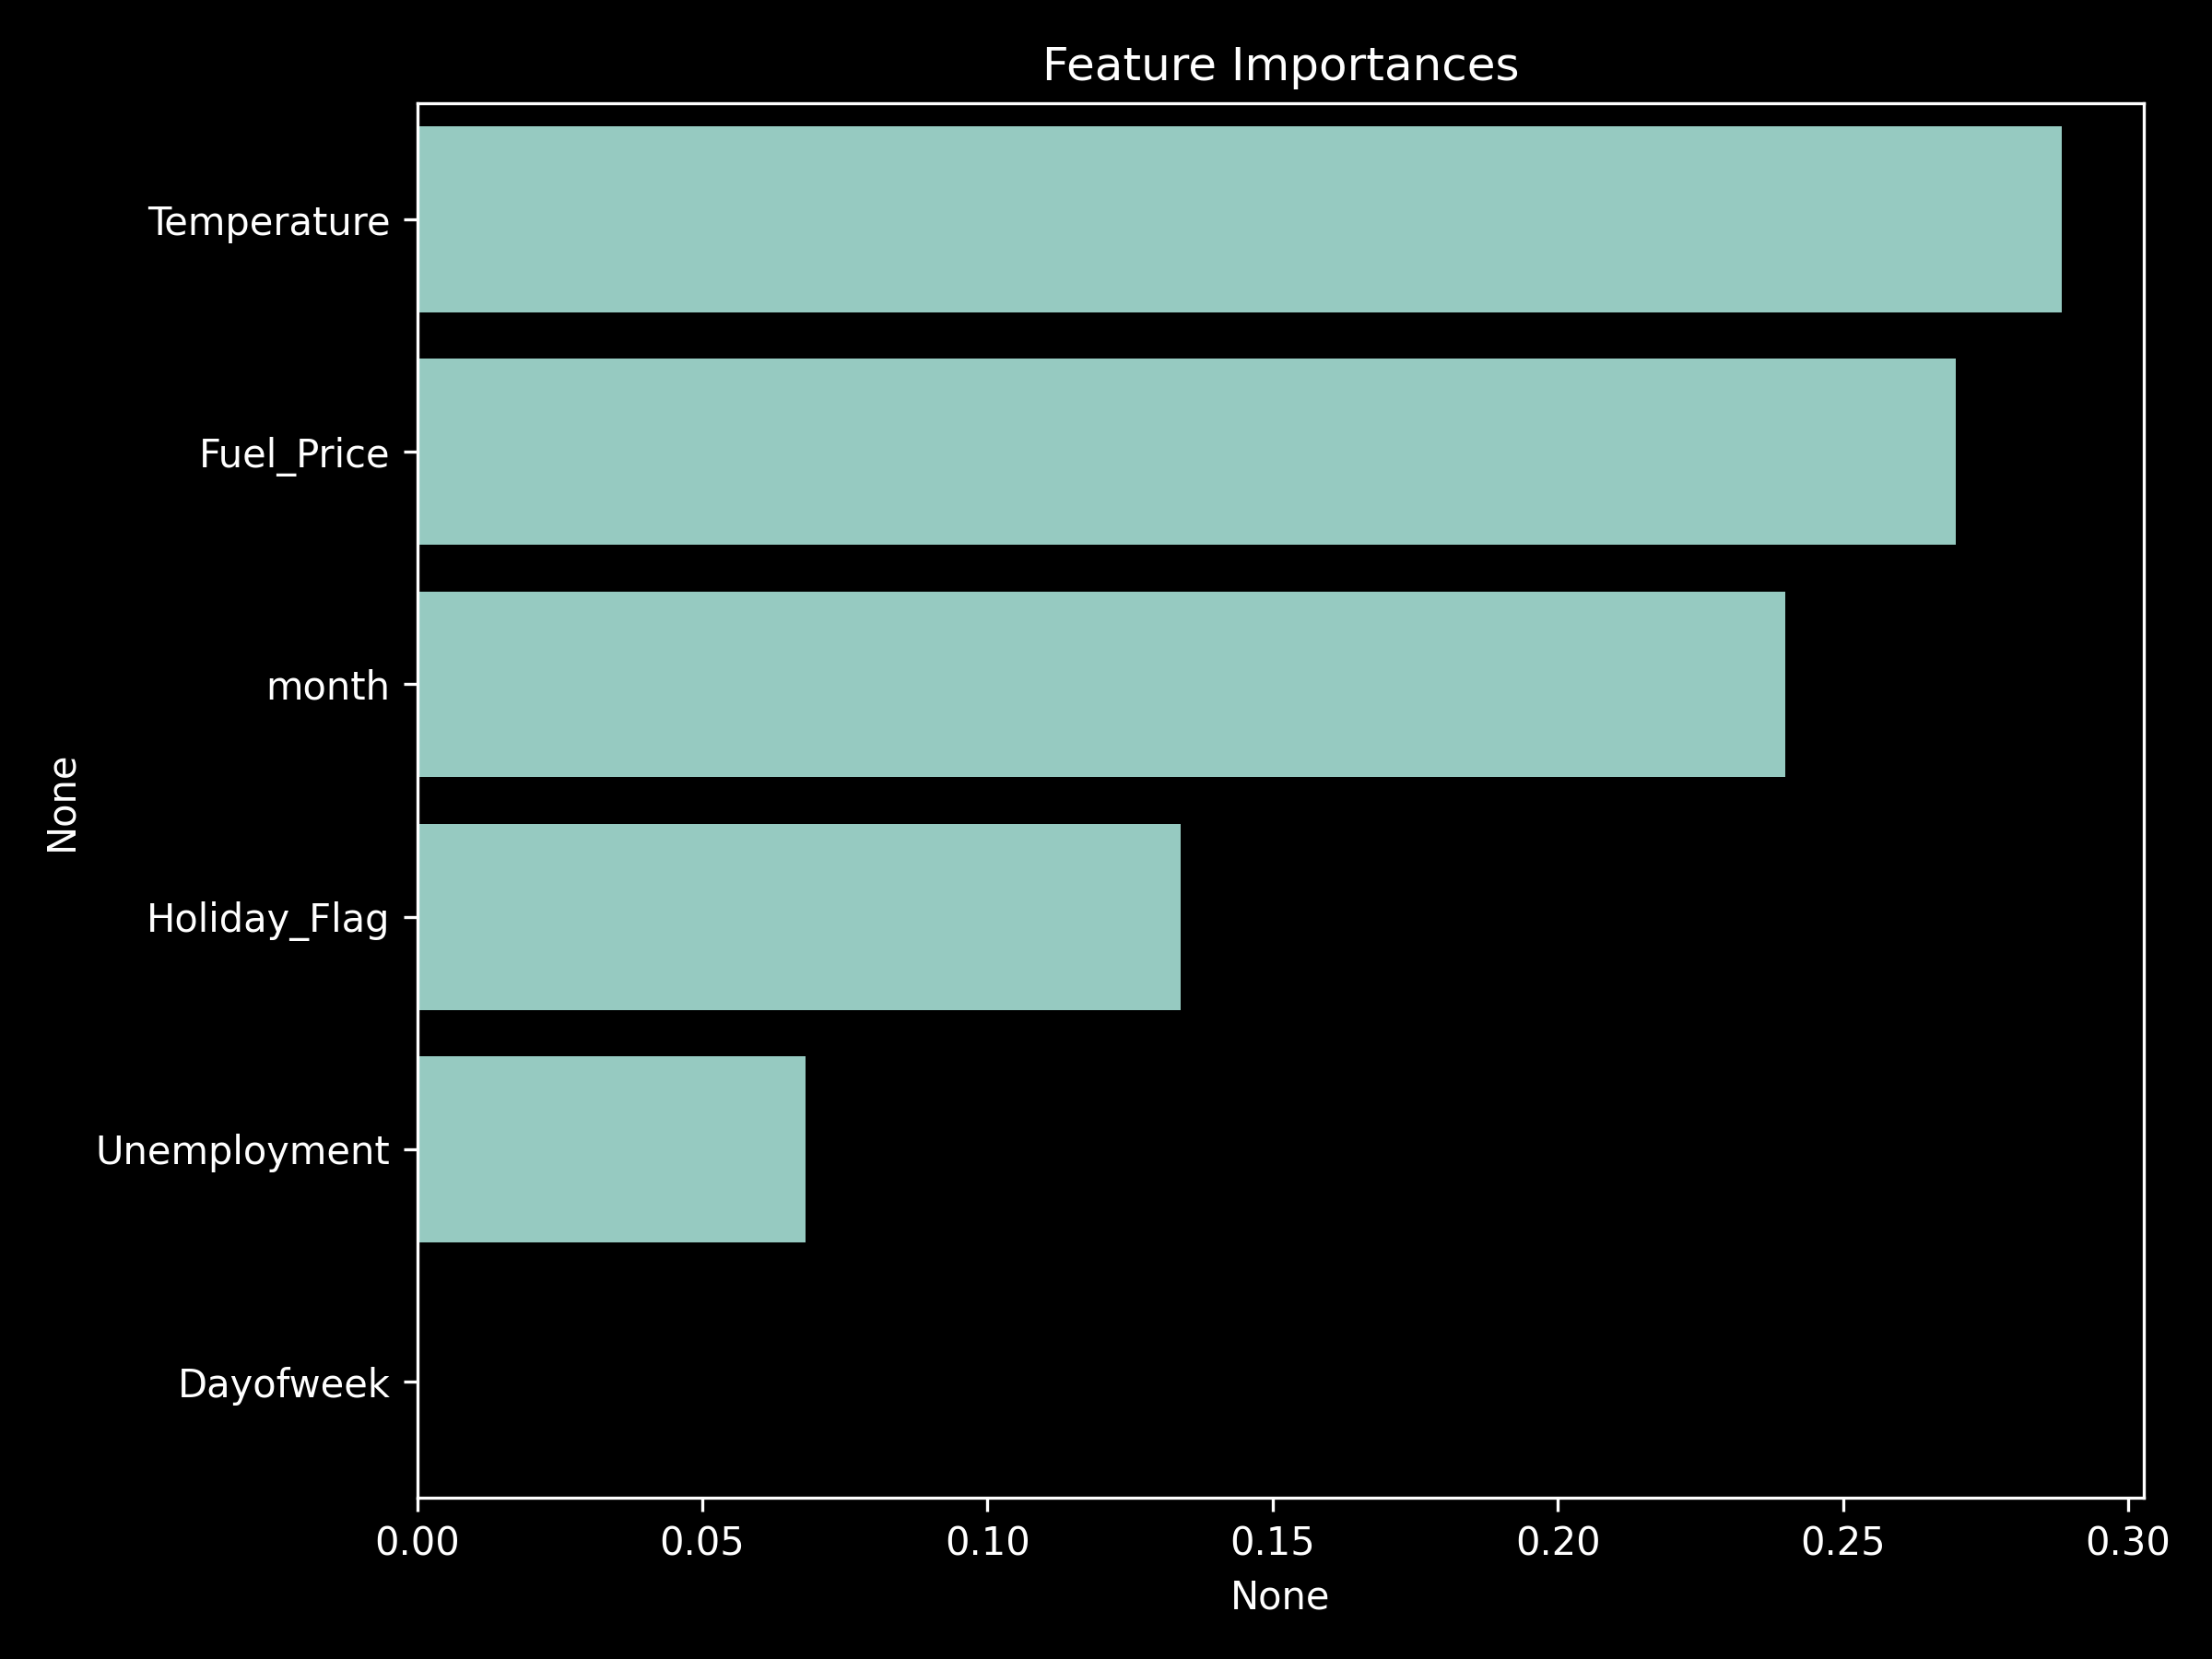 Feature Importances
None
Temperature
Fuel_Price
month
Holiday_Flag
Unemployment
Dayofweek
0.00 0.05 0.10 0.15 0.20 0.25 0.30
None